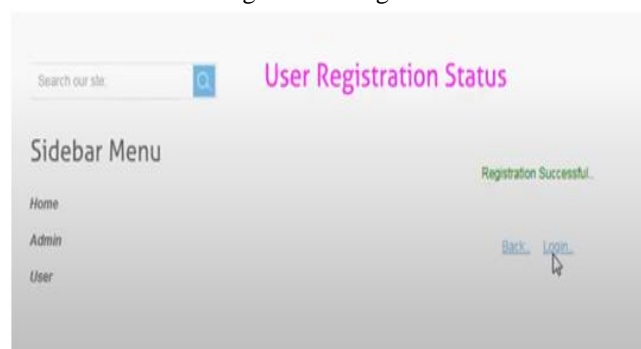 Search our site:
User Registration Status
Sidebar Menu
Registration Successful..
Home
Admin
Back..
Login..
User